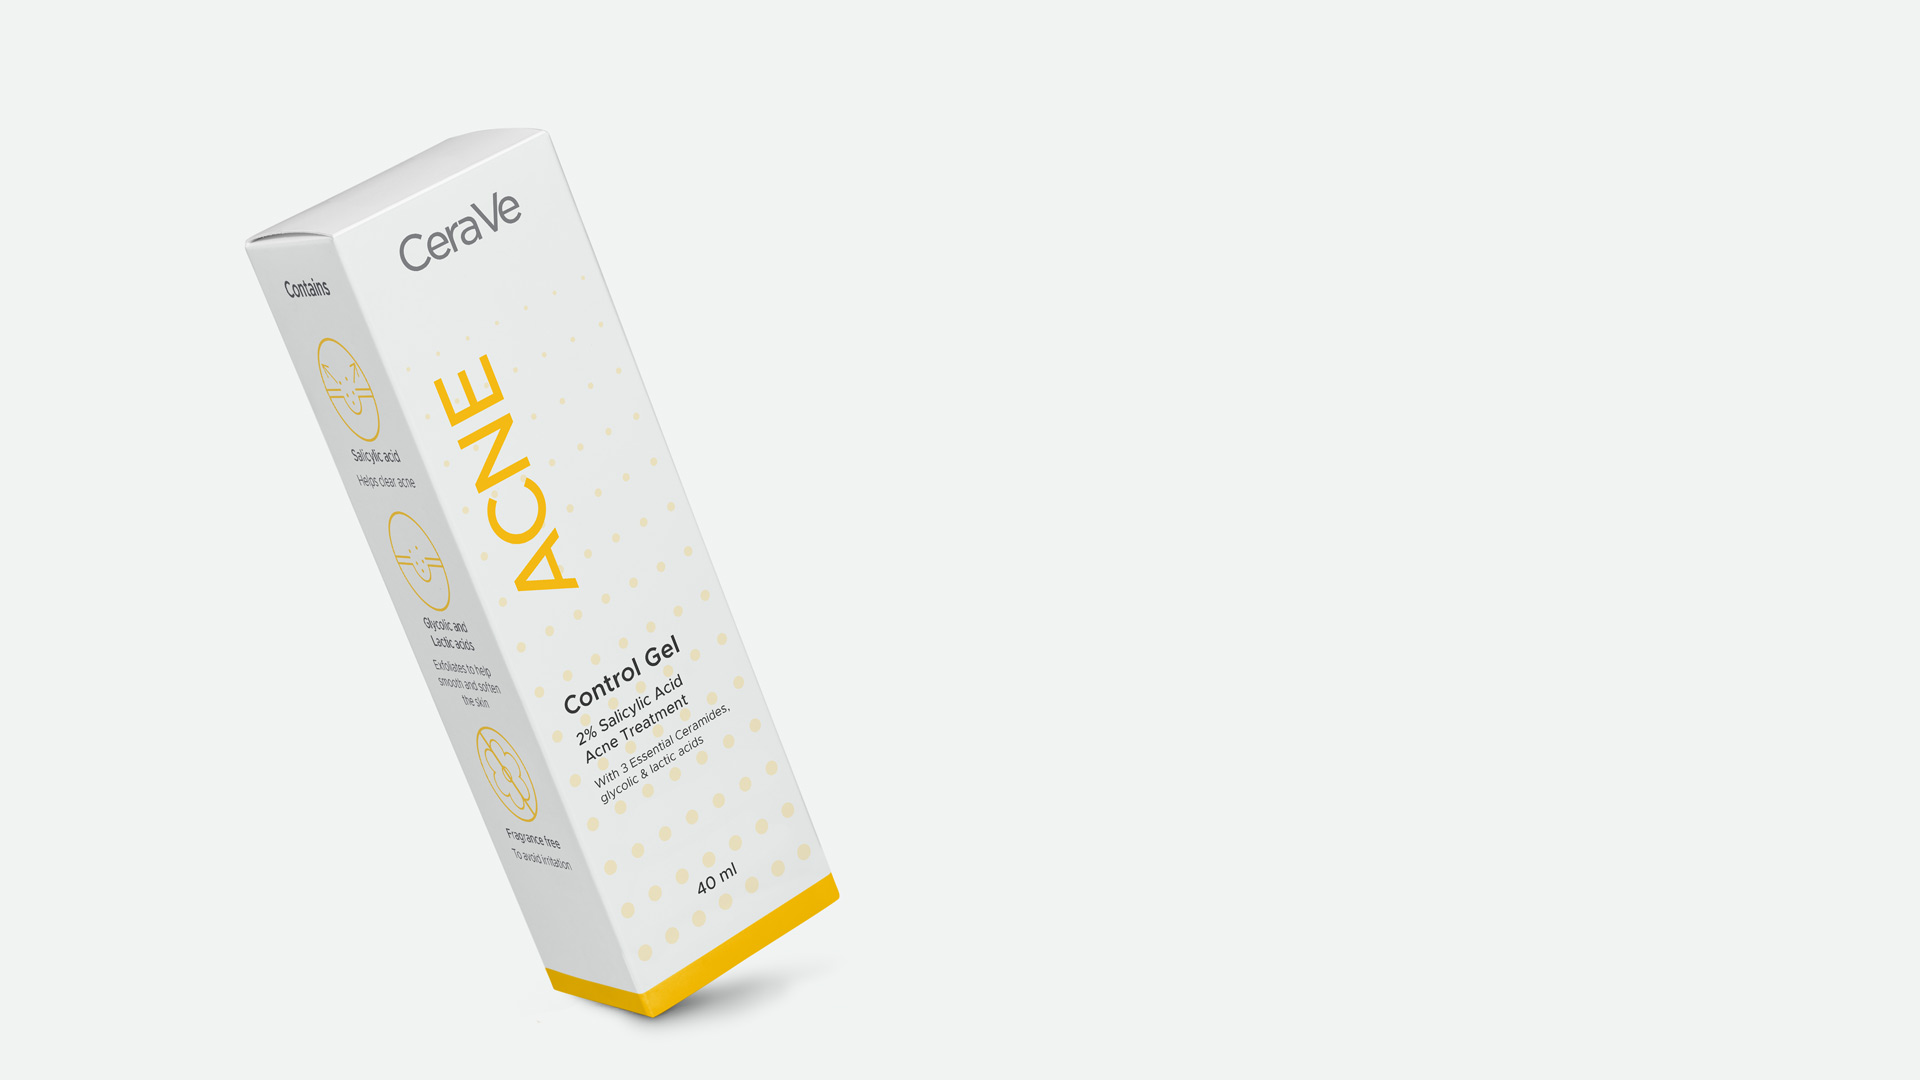 CeraVe
ACNE
Control Gel
2% Salicylic Acid
Acne Treatment
With 3 Essential Ceramides,
glycolic & lactic acids
40 ml
Contains
Salicylic acid
Helps clear acne
Glycolic and
Lactic acids
Exfoliates to help
smooth and soften
the skin
Fragrance free
To avoid irritation